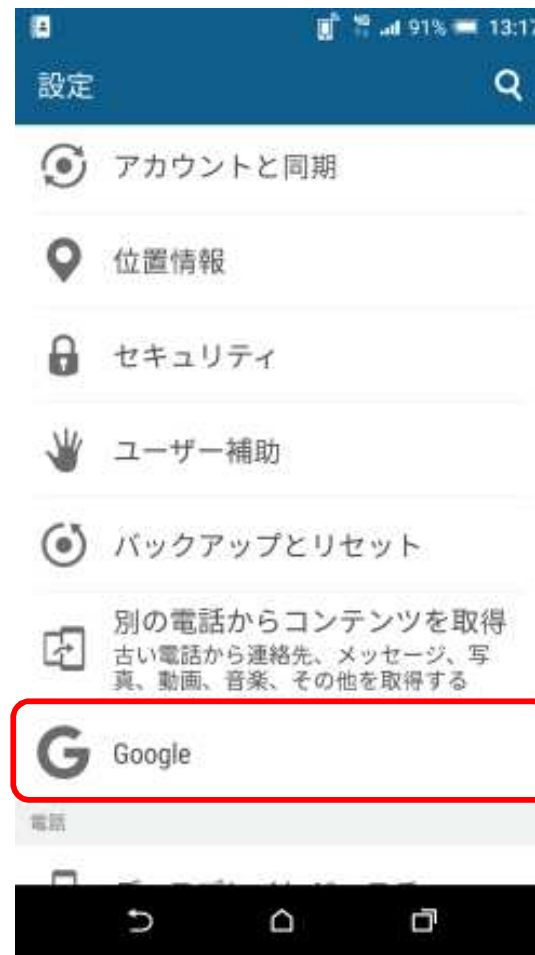 91% 13:17
設定
アカウントと同期
位置情報
セキュリティ
ユーザー補助
バックアップとリセット
別の電話からコンテンツを取得
古い電話から連絡先、メッセージ、写
真、動画、音楽、その他を取得する
Google
電話